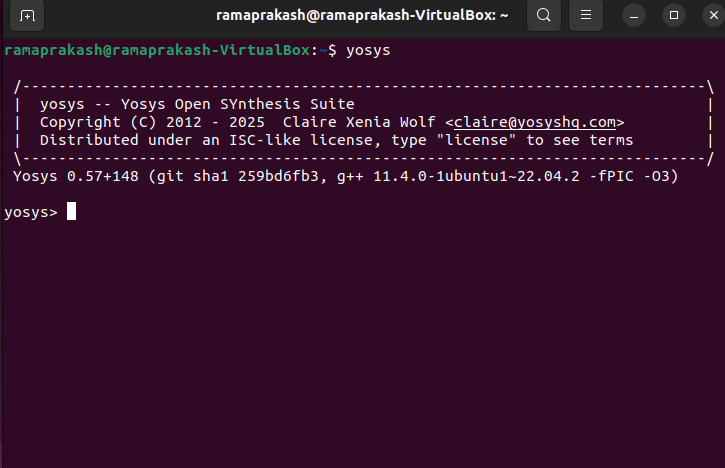 ramaprakash@ramaprakash-VirtualBox: ~
ramaprakash@ramaprakash-VirtualBox:~$ yosys
/----------------------------------------------------------------------------\
|  yosys -- Yosys Open SYnthesis Suite                                       |
|  Copyright (C) 2012 - 2025  Claire Xenia Wolf <claire@yosyshq.com>         |
|  Distributed under an ISC-like license, type "license" to see terms        |
\----------------------------------------------------------------------------/
Yosys 0.57+148 (git sha1 259bd6fb3, g++ 11.4.0-1ubuntu1~22.04.2 -fPIC -O3)
yosys>